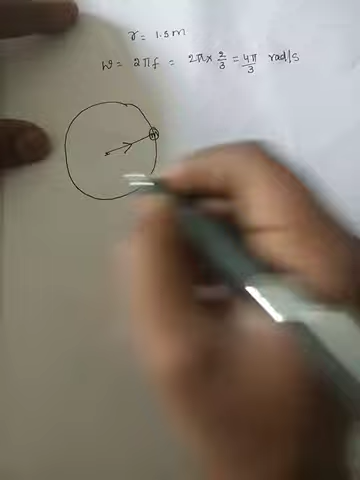 r = 1.5 m
w = 2πf = 2π × 2/3 = 4π/3 rad/s
m